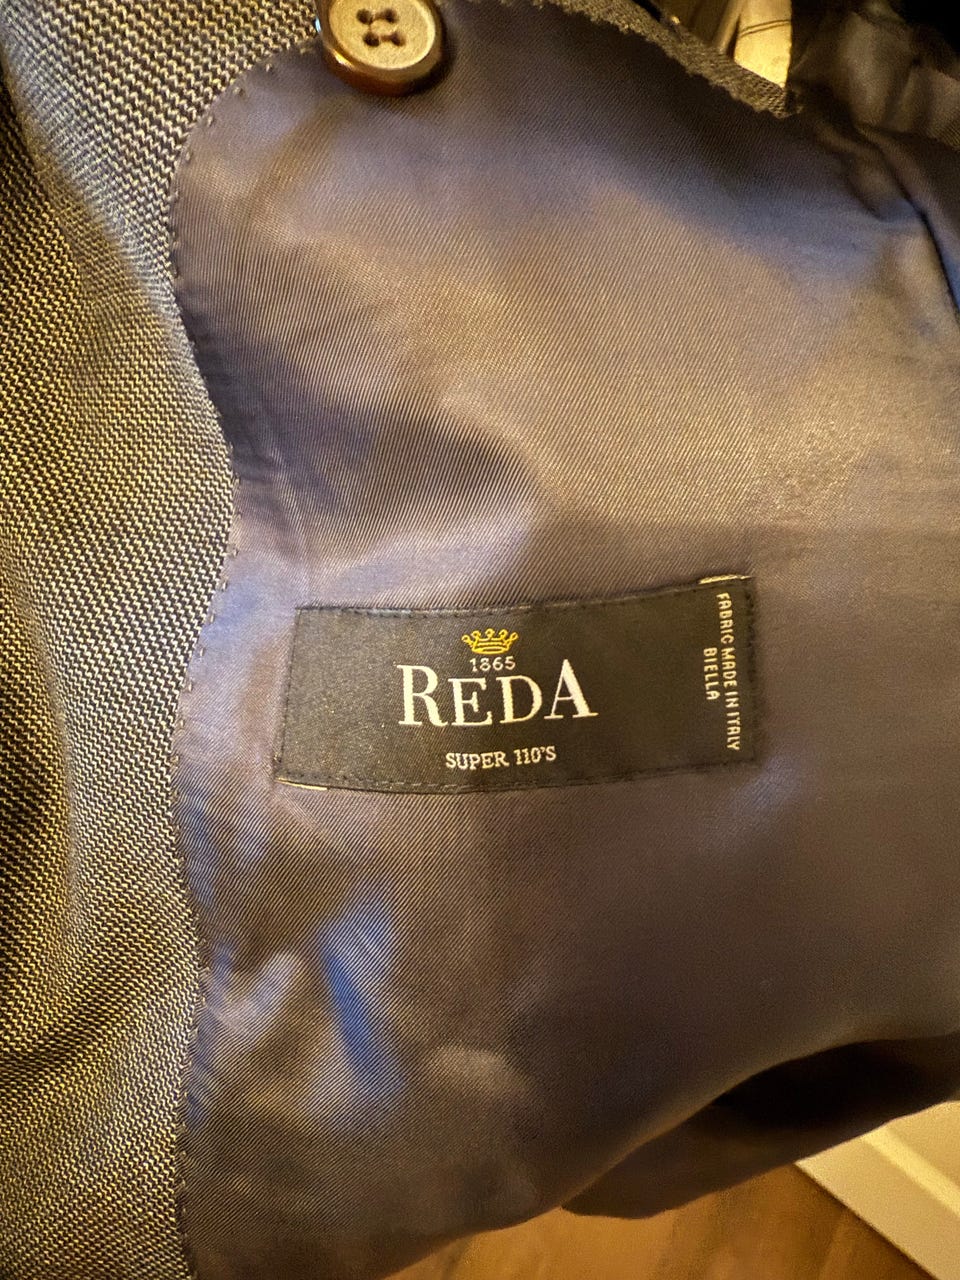 1865
REDA
SUPER 110'S
FABRIC MADE IN ITALY
BIELLA